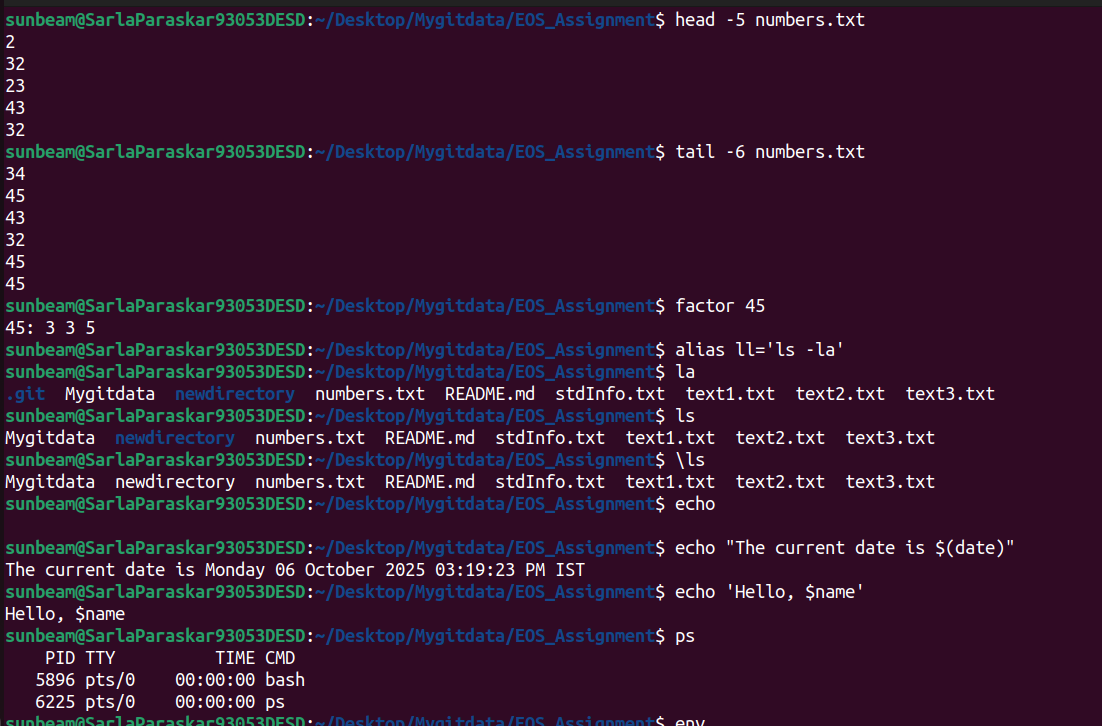 sunbeam@SarlaParaskar93053DESD:~/Desktop/Mygitdata/EOS_Assignment$ head -5 numbers.txt
2
32
23
43
32
sunbeam@SarlaParaskar93053DESD:~/Desktop/Mygitdata/EOS_Assignment$ tail -6 numbers.txt
34
45
43
32
45
45
sunbeam@SarlaParaskar93053DESD:~/Desktop/Mygitdata/EOS_Assignment$ factor 45
45: 3 3 5
sunbeam@SarlaParaskar93053DESD:~/Desktop/Mygitdata/EOS_Assignment$ alias ll='ls -la'
sunbeam@SarlaParaskar93053DESD:~/Desktop/Mygitdata/EOS_Assignment$ la
.git  Mygitdata  newdirectory  numbers.txt  README.md  stdInfo.txt  text1.txt  text2.txt  text3.txt
sunbeam@SarlaParaskar93053DESD:~/Desktop/Mygitdata/EOS_Assignment$ ls
Mygitdata  newdirectory  numbers.txt  README.md  stdInfo.txt  text1.txt  text2.txt  text3.txt
sunbeam@SarlaParaskar93053DESD:~/Desktop/Mygitdata/EOS_Assignment$ \ls
Mygitdata  newdirectory  numbers.txt  README.md  stdInfo.txt  text1.txt  text2.txt  text3.txt
sunbeam@SarlaParaskar93053DESD:~/Desktop/Mygitdata/EOS_Assignment$ echo
sunbeam@SarlaParaskar93053DESD:~/Desktop/Mygitdata/EOS_Assignment$ echo "The current date is $(date)"
The current date is Monday 06 October 2025 03:19:23 PM IST
sunbeam@SarlaParaskar93053DESD:~/Desktop/Mygitdata/EOS_Assignment$ echo 'Hello, $name'
Hello, $name
sunbeam@SarlaParaskar93053DESD:~/Desktop/Mygitdata/EOS_Assignment$ ps
    PID TTY          TIME CMD
   5896 pts/0    00:00:00 bash
   6225 pts/0    00:00:00 ps
sunbeam@SarlaParaskar93053DESD:~/Desktop/Mygitdata/EOS_Assignment$ env